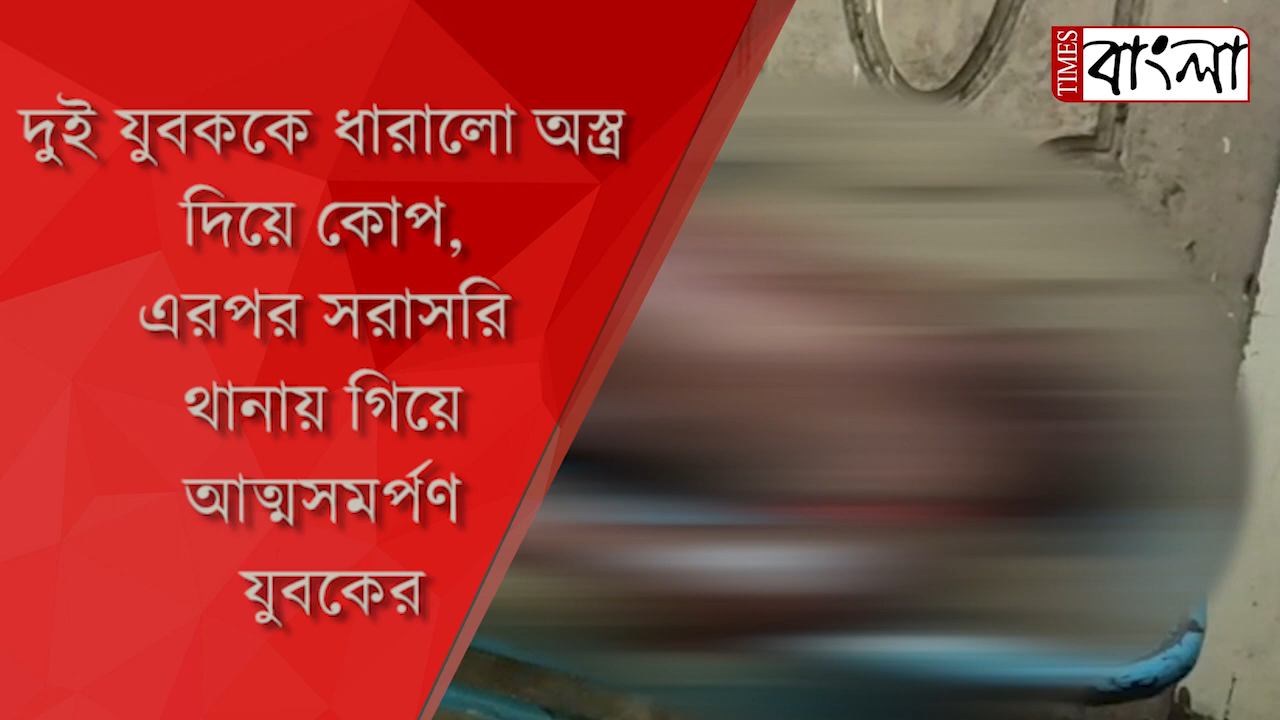 TIMES বাংলা
দুই যুবককে ধারালো অস্ত্র
দিয়ে কোপ,
এরপর সরাসরি
থানায় গিয়ে
আত্মসমর্পণ
যুবকের